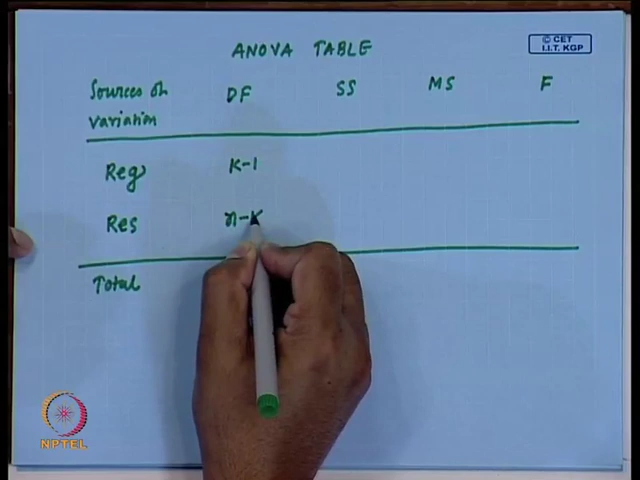 ANOVA TABLE
© CET
I.I.T. KGP
Sources of variation DF SS MS F
Reg K-1
Res n-K
Total
NPTEL